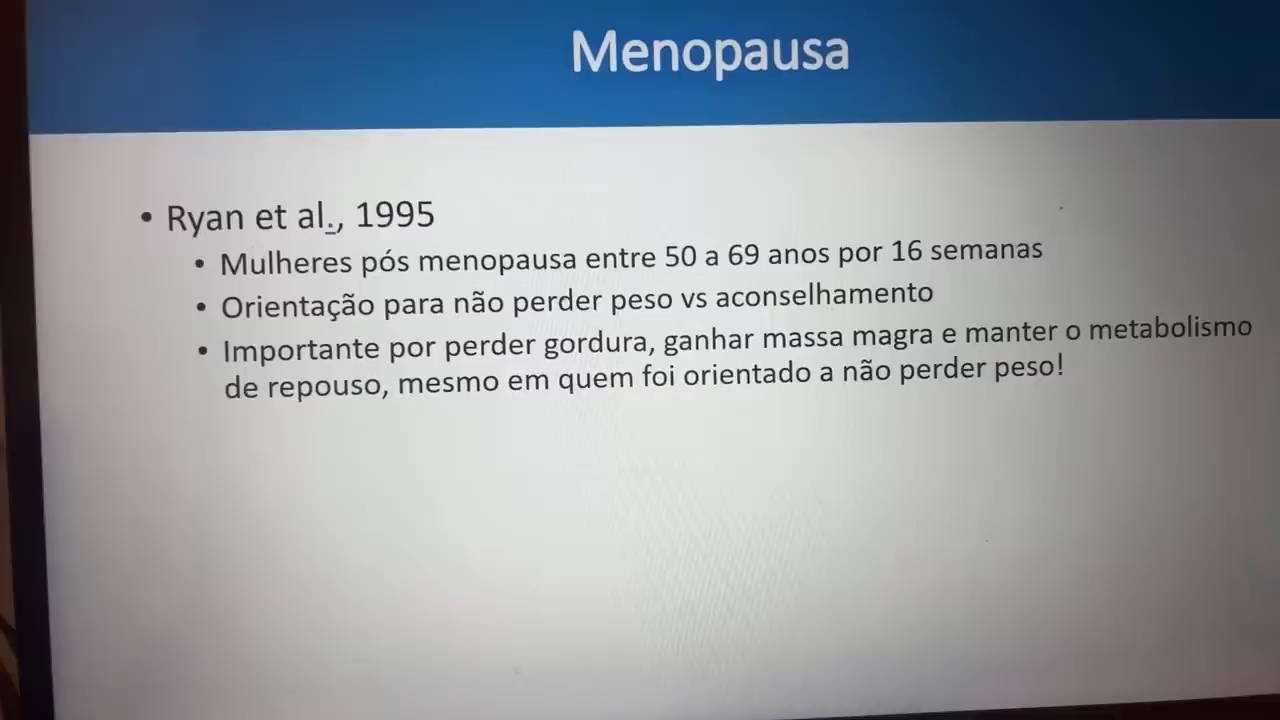 Menopausa
• Ryan et al., 1995
• Mulheres pós menopausa entre 50 a 69 anos por 16 semanas
• Orientação para não perder peso vs aconselhamento
• Importante por perder gordura, ganhar massa magra e manter o metabolismo
de repouso, mesmo em quem foi orientado a não perder peso!